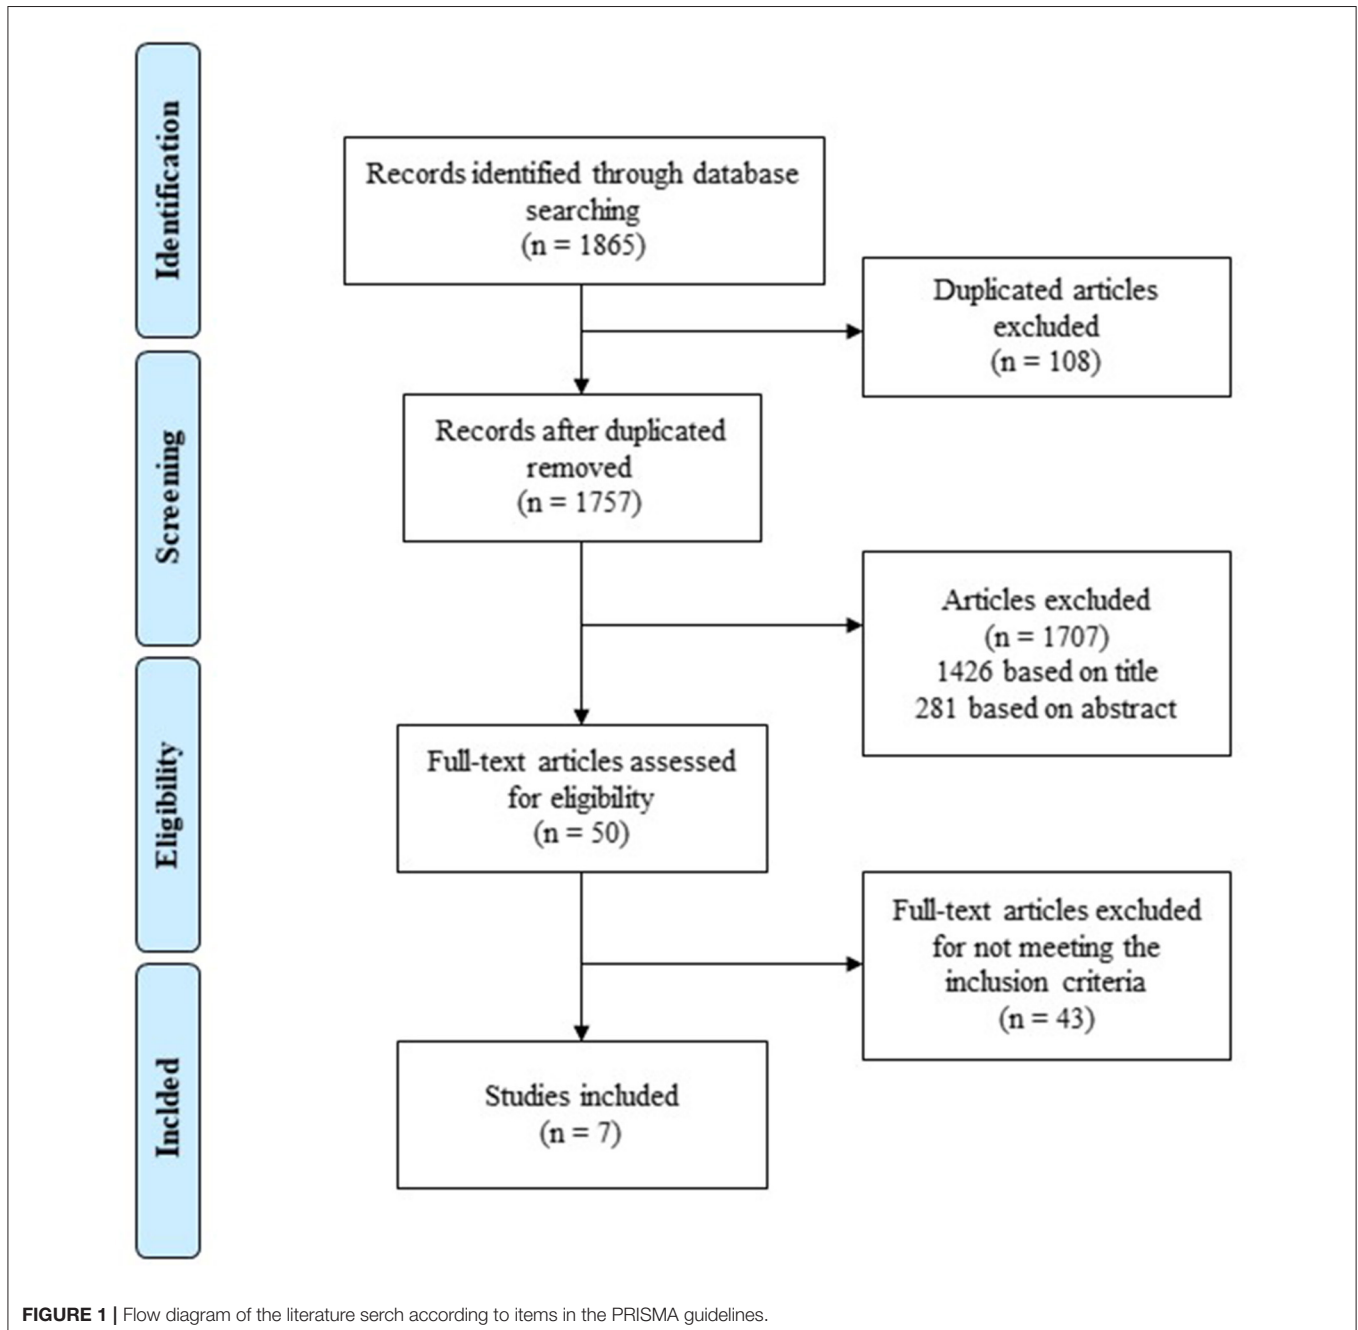 Identification
Records identified through database
searching
(n = 1865)
Duplicated articles
excluded
(n = 108)
Screening
Records after duplicated
removed
(n = 1757)
Articles excluded
(n = 1707)
1426 based on title
281 based on abstract
Eligibility
Full-text articles assessed
for eligibility
(n = 50)
Full-text articles excluded
for not meeting the
inclusion criteria
(n = 43)
Inclded
Studies included
(n = 7)
FIGURE 1 | Flow diagram of the literature serch according to items in the PRISMA guidelines.